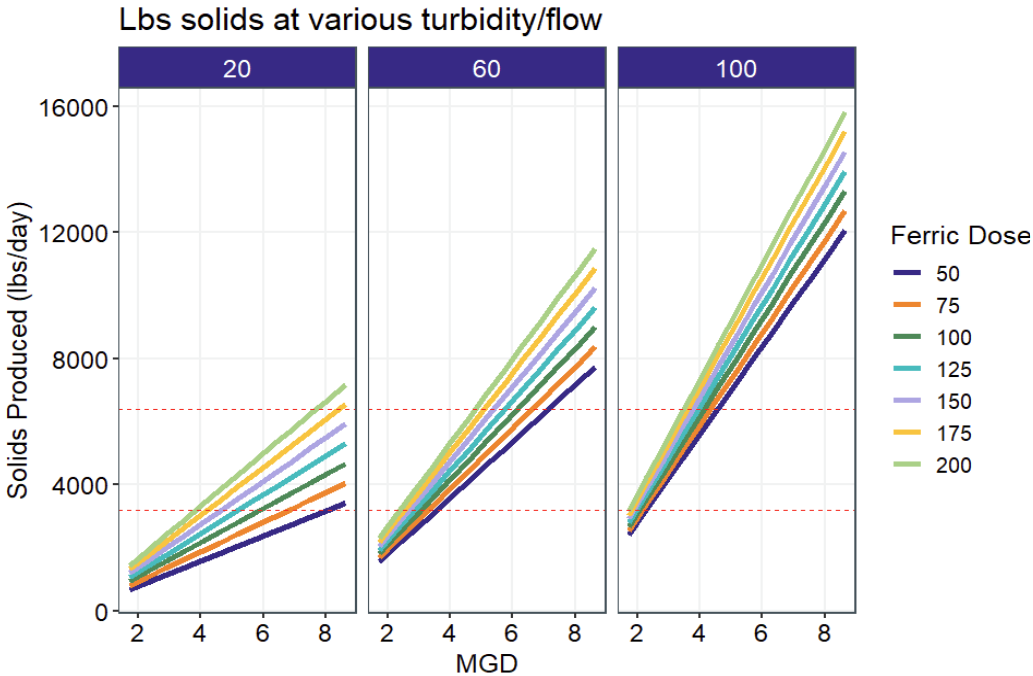 Lbs solids at various turbidity/flow
20 60 100
16000
12000
8000
4000
0
Solids Produced (lbs/day)
2 4 6 8 2 4 6 8 2 4 6 8
MGD
Ferric Dose
50
75
100
125
150
175
200